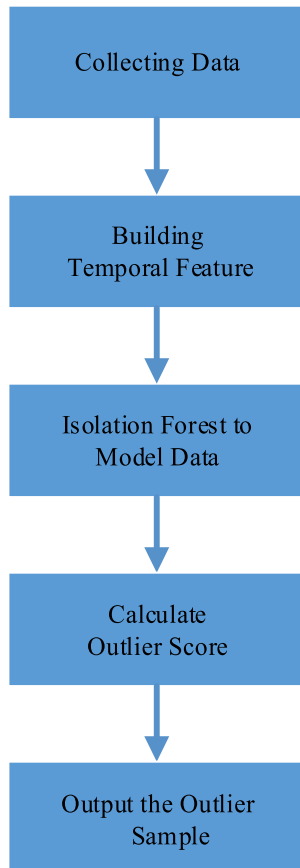 Collecting Data
Building
Temporal Feature
Isolation Forest to
Model Data
Calculate
Outlier Score
Output the Outlier
Sample